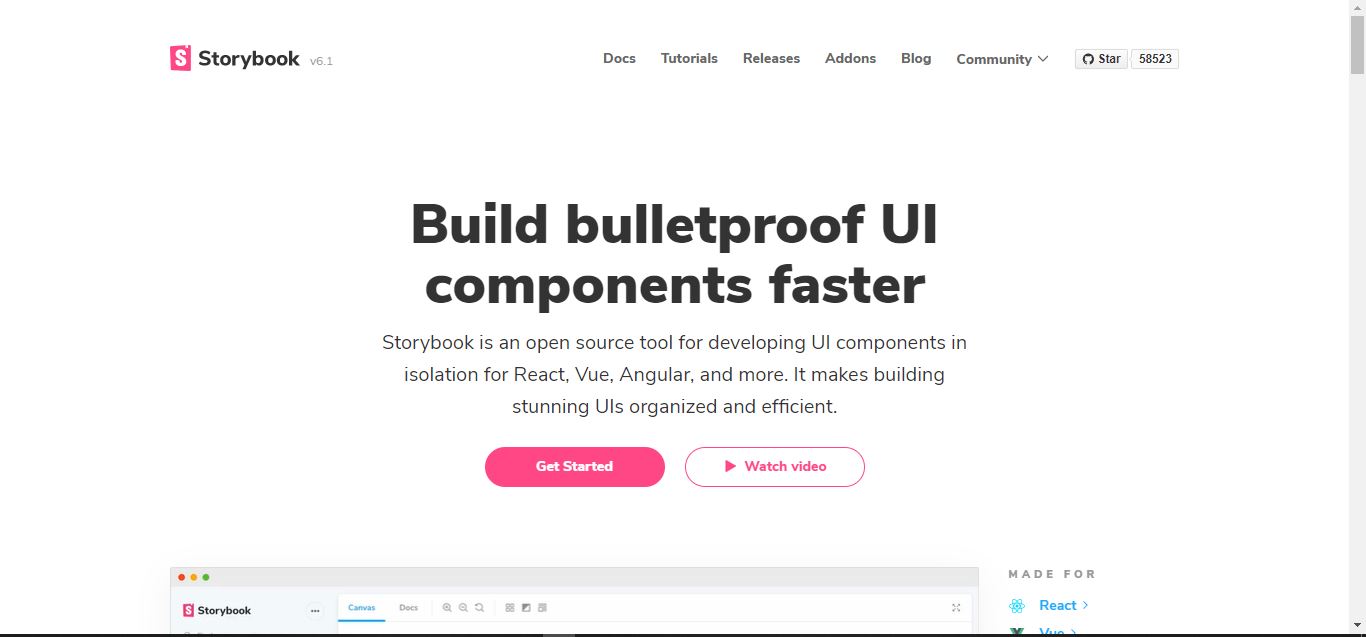 Storybook v6.1
Docs Tutorials Releases Addons Blog Community Star 58523
Build bulletproof UI
components faster
Storybook is an open source tool for developing UI components in
isolation for React, Vue, Angular, and more. It makes building
stunning UIs organized and efficient.
Get Started Watch video
MADE FOR
Storybook
Canvas Docs
React
Vue